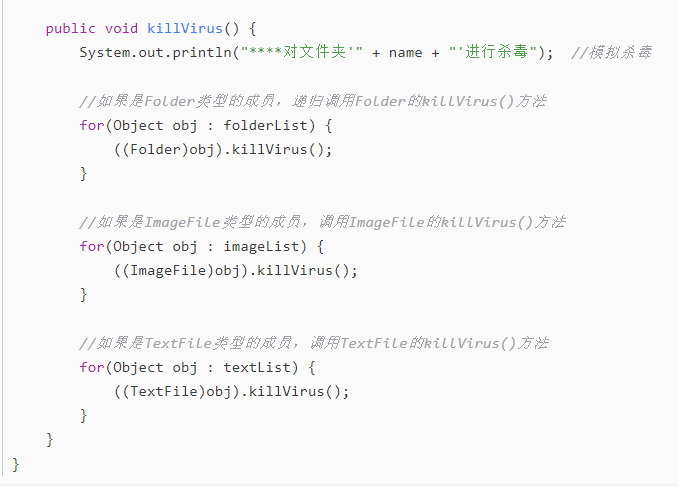 public void killVirus() {
System.out.println("****对文件夹'" + name + "'进行杀毒");  //模拟杀毒
//如果是Folder类型的成员，递归调用Folder的killVirus()方法
for(Object obj : folderList) {
((Folder)obj).killVirus();
}
//如果是ImageFile类型的成员，调用ImageFile的killVirus()方法
for(Object obj : imageList) {
((ImageFile)obj).killVirus();
}
//如果是TextFile类型的成员，调用TextFile的killVirus()方法
for(Object obj : textList) {
((TextFile)obj).killVirus();
}
}
}